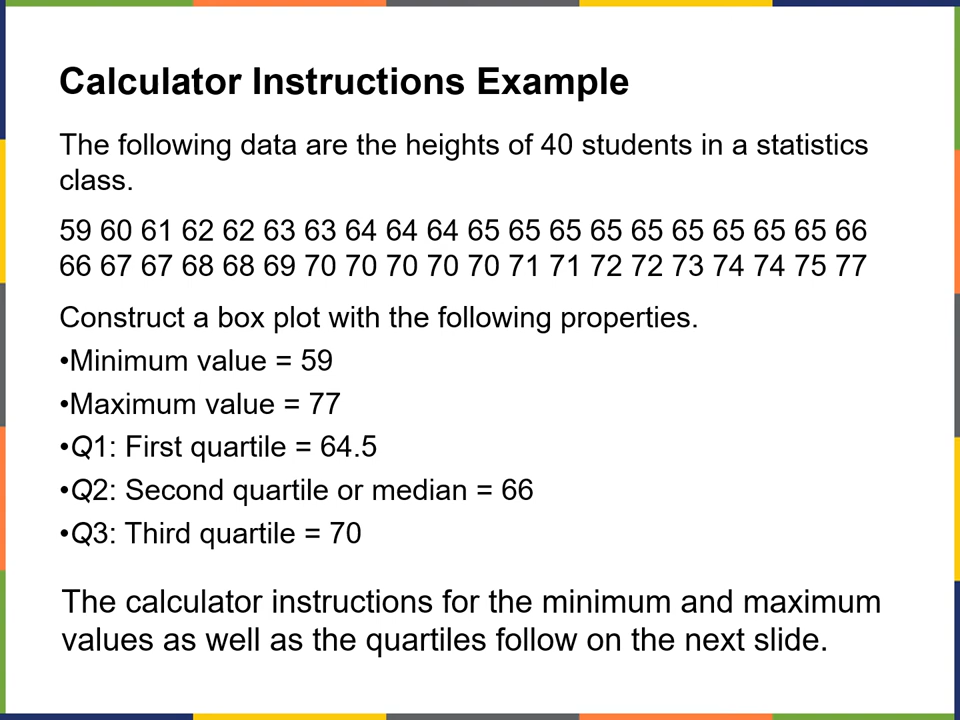 Calculator Instructions Example
The following data are the heights of 40 students in a statistics
class.
59 60 61 62 62 63 63 64 64 64 65 65 65 65 65 65 65 65 65 66
66 67 67 68 68 69 70 70 70 70 70 71 71 72 72 73 74 74 75 77
Construct a box plot with the following properties.
•Minimum value = 59
•Maximum value = 77
•Q1: First quartile = 64.5
•Q2: Second quartile or median = 66
•Q3: Third quartile = 70
The calculator instructions for the minimum and maximum
values as well as the quartiles follow on the next slide.